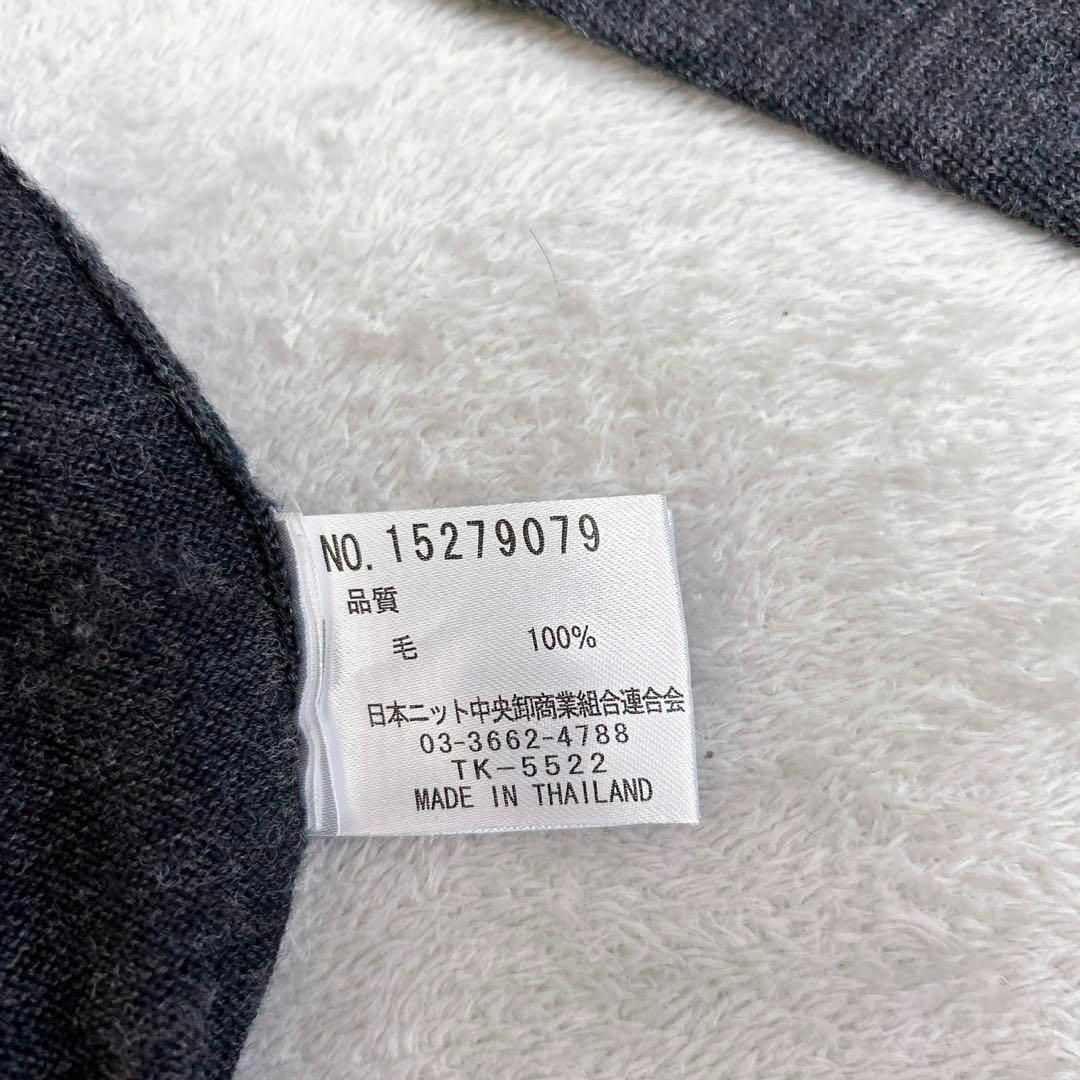 NO. 15279079
品質
毛 100%
日本ニット中央卸商業組合連合会
03-3662-4788
TK-5522
MADE IN THAILAND